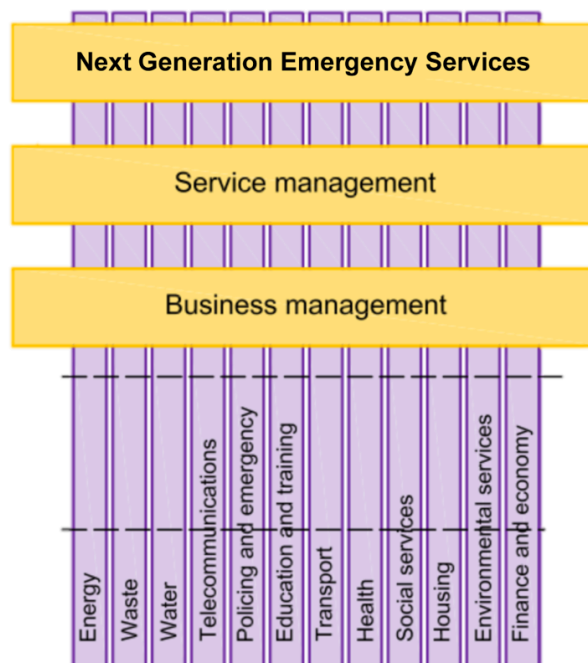 Next Generation Emergency Services
Service management
Business management
Energy
Waste
Water
Telecommunications
Policing and emergency
Education and training
Transport
Health
Social services
Housing
Environmental services
Finance and economy